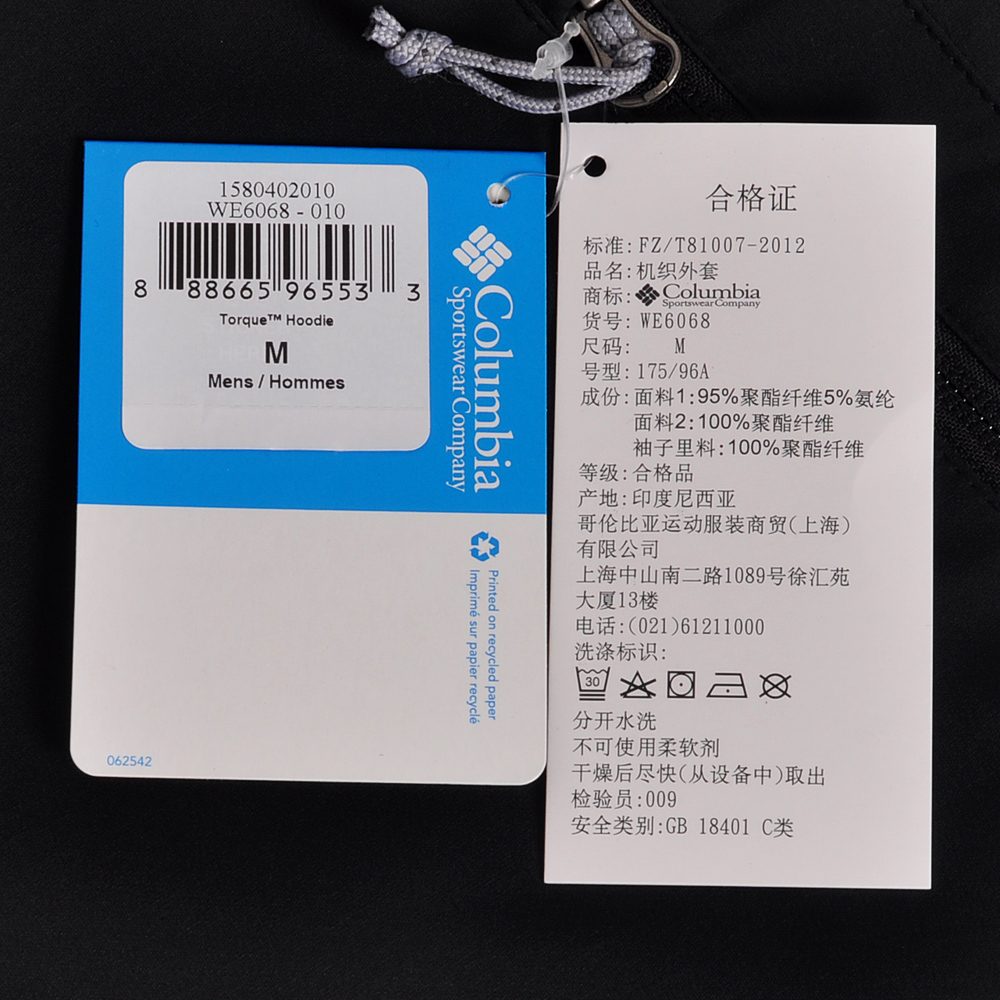 1580402010
WE6068 - 010
8 88665 96553 3
Torque™ Hoodie
M
Mens / Hommes
Columbia
Sportswear Company
Printed on recycled paper
Imprimé sur papier recyclé
062542
合格证
标准:FZ/T81007-2012
品名:机织外套
商标:Columbia
Sportswear Company
货号:WE6068
尺码: M
号型:175/96A
成份:面料1:95%聚酯纤维5%氨纶
面料2:100%聚酯纤维
袖子里料:100%聚酯纤维
等级:合格品
产地:印度尼西亚
哥伦比亚运动服装商贸(上海)
有限公司
上海中山南二路1089号徐汇苑
大厦13楼
电话:(021)61211000
洗涤标识:
30
分开水洗
不可使用柔软剂
干燥后尽快(从设备中)取出
检验员:009
安全类别:GB 18401 C类